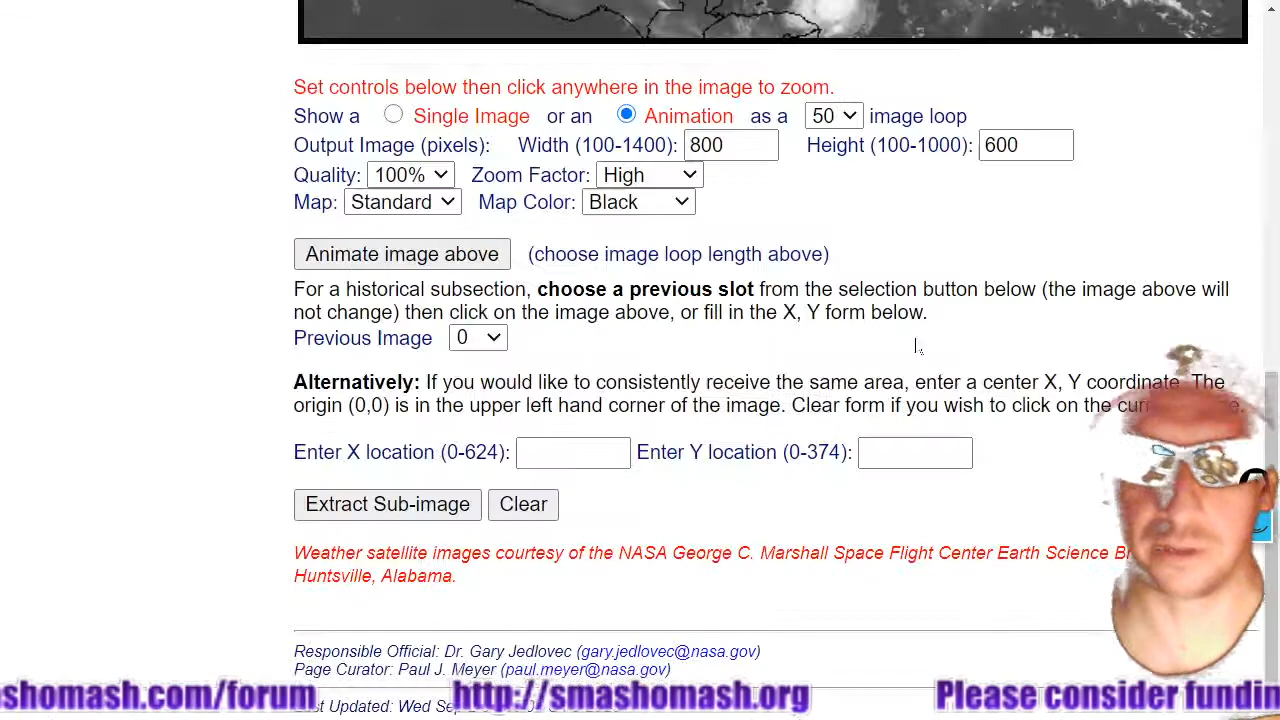 Set controls below then click anywhere in the image to zoom.
Show a Single Image or an Animation as a 50 image loop
Output Image (pixels): Width (100-1400): 800 Height (100-1000): 600
Quality: 100% Zoom Factor: High
Map: Standard Map Color: Black
Animate image above (choose image loop length above)
For a historical subsection, choose a previous slot from the selection button below (the image above will
not change) then click on the image above, or fill in the X, Y form below.
Previous Image 0
Alternatively: If you would like to consistently receive the same area, enter a center X, Y coordinate. The
origin (0,0) is in the upper left hand corner of the image. Clear form if you wish to click on the
Enter X location (0-624): Enter Y location (0-374):
Extract Sub-image Clear
Weather satellite images courtesy of the NASA George C. Marshall Space Flight Center Earth Science
Huntsville, Alabama.
Responsible Official: Dr. Gary Jedlovec (gary.jedlovec@nasa.gov)
Page Curator: Paul J. Meyer (paul.meyer@nasa.gov)
shomash.com/forum http://smashomash.org Please consider fundin
Last Updated: Wed